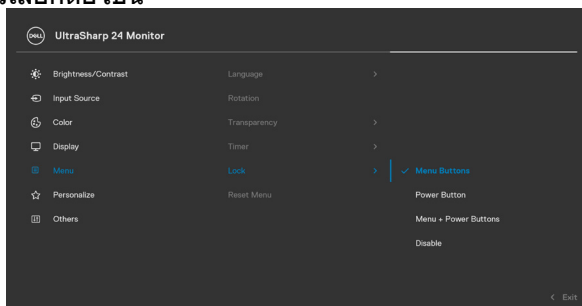 DELL UltraSharp 24 Monitor
Brightness/Contrast Language >
Input Source Rotation
Color Transparency >
Display Timer >
Menu Lock > ✓ Menu Buttons
Personalize Reset Menu Power Button
Others Menu + Power Buttons
Disable
< Exit